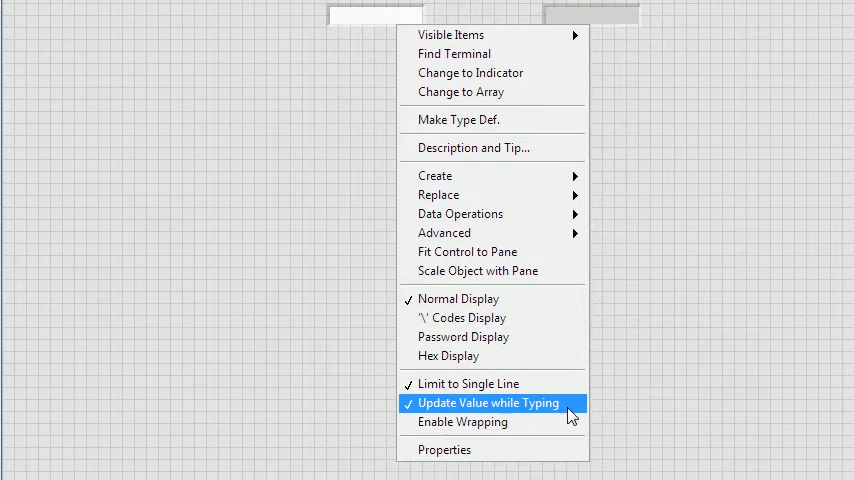 Visible Items
Find Terminal
Change to Indicator
Change to Array
Make Type Def.
Description and Tip...
Create
Replace
Data Operations
Advanced
Fit Control to Pane
Scale Object with Pane
Normal Display
'\' Codes Display
Password Display
Hex Display
Limit to Single Line
Update Value while Typing
Enable Wrapping
Properties